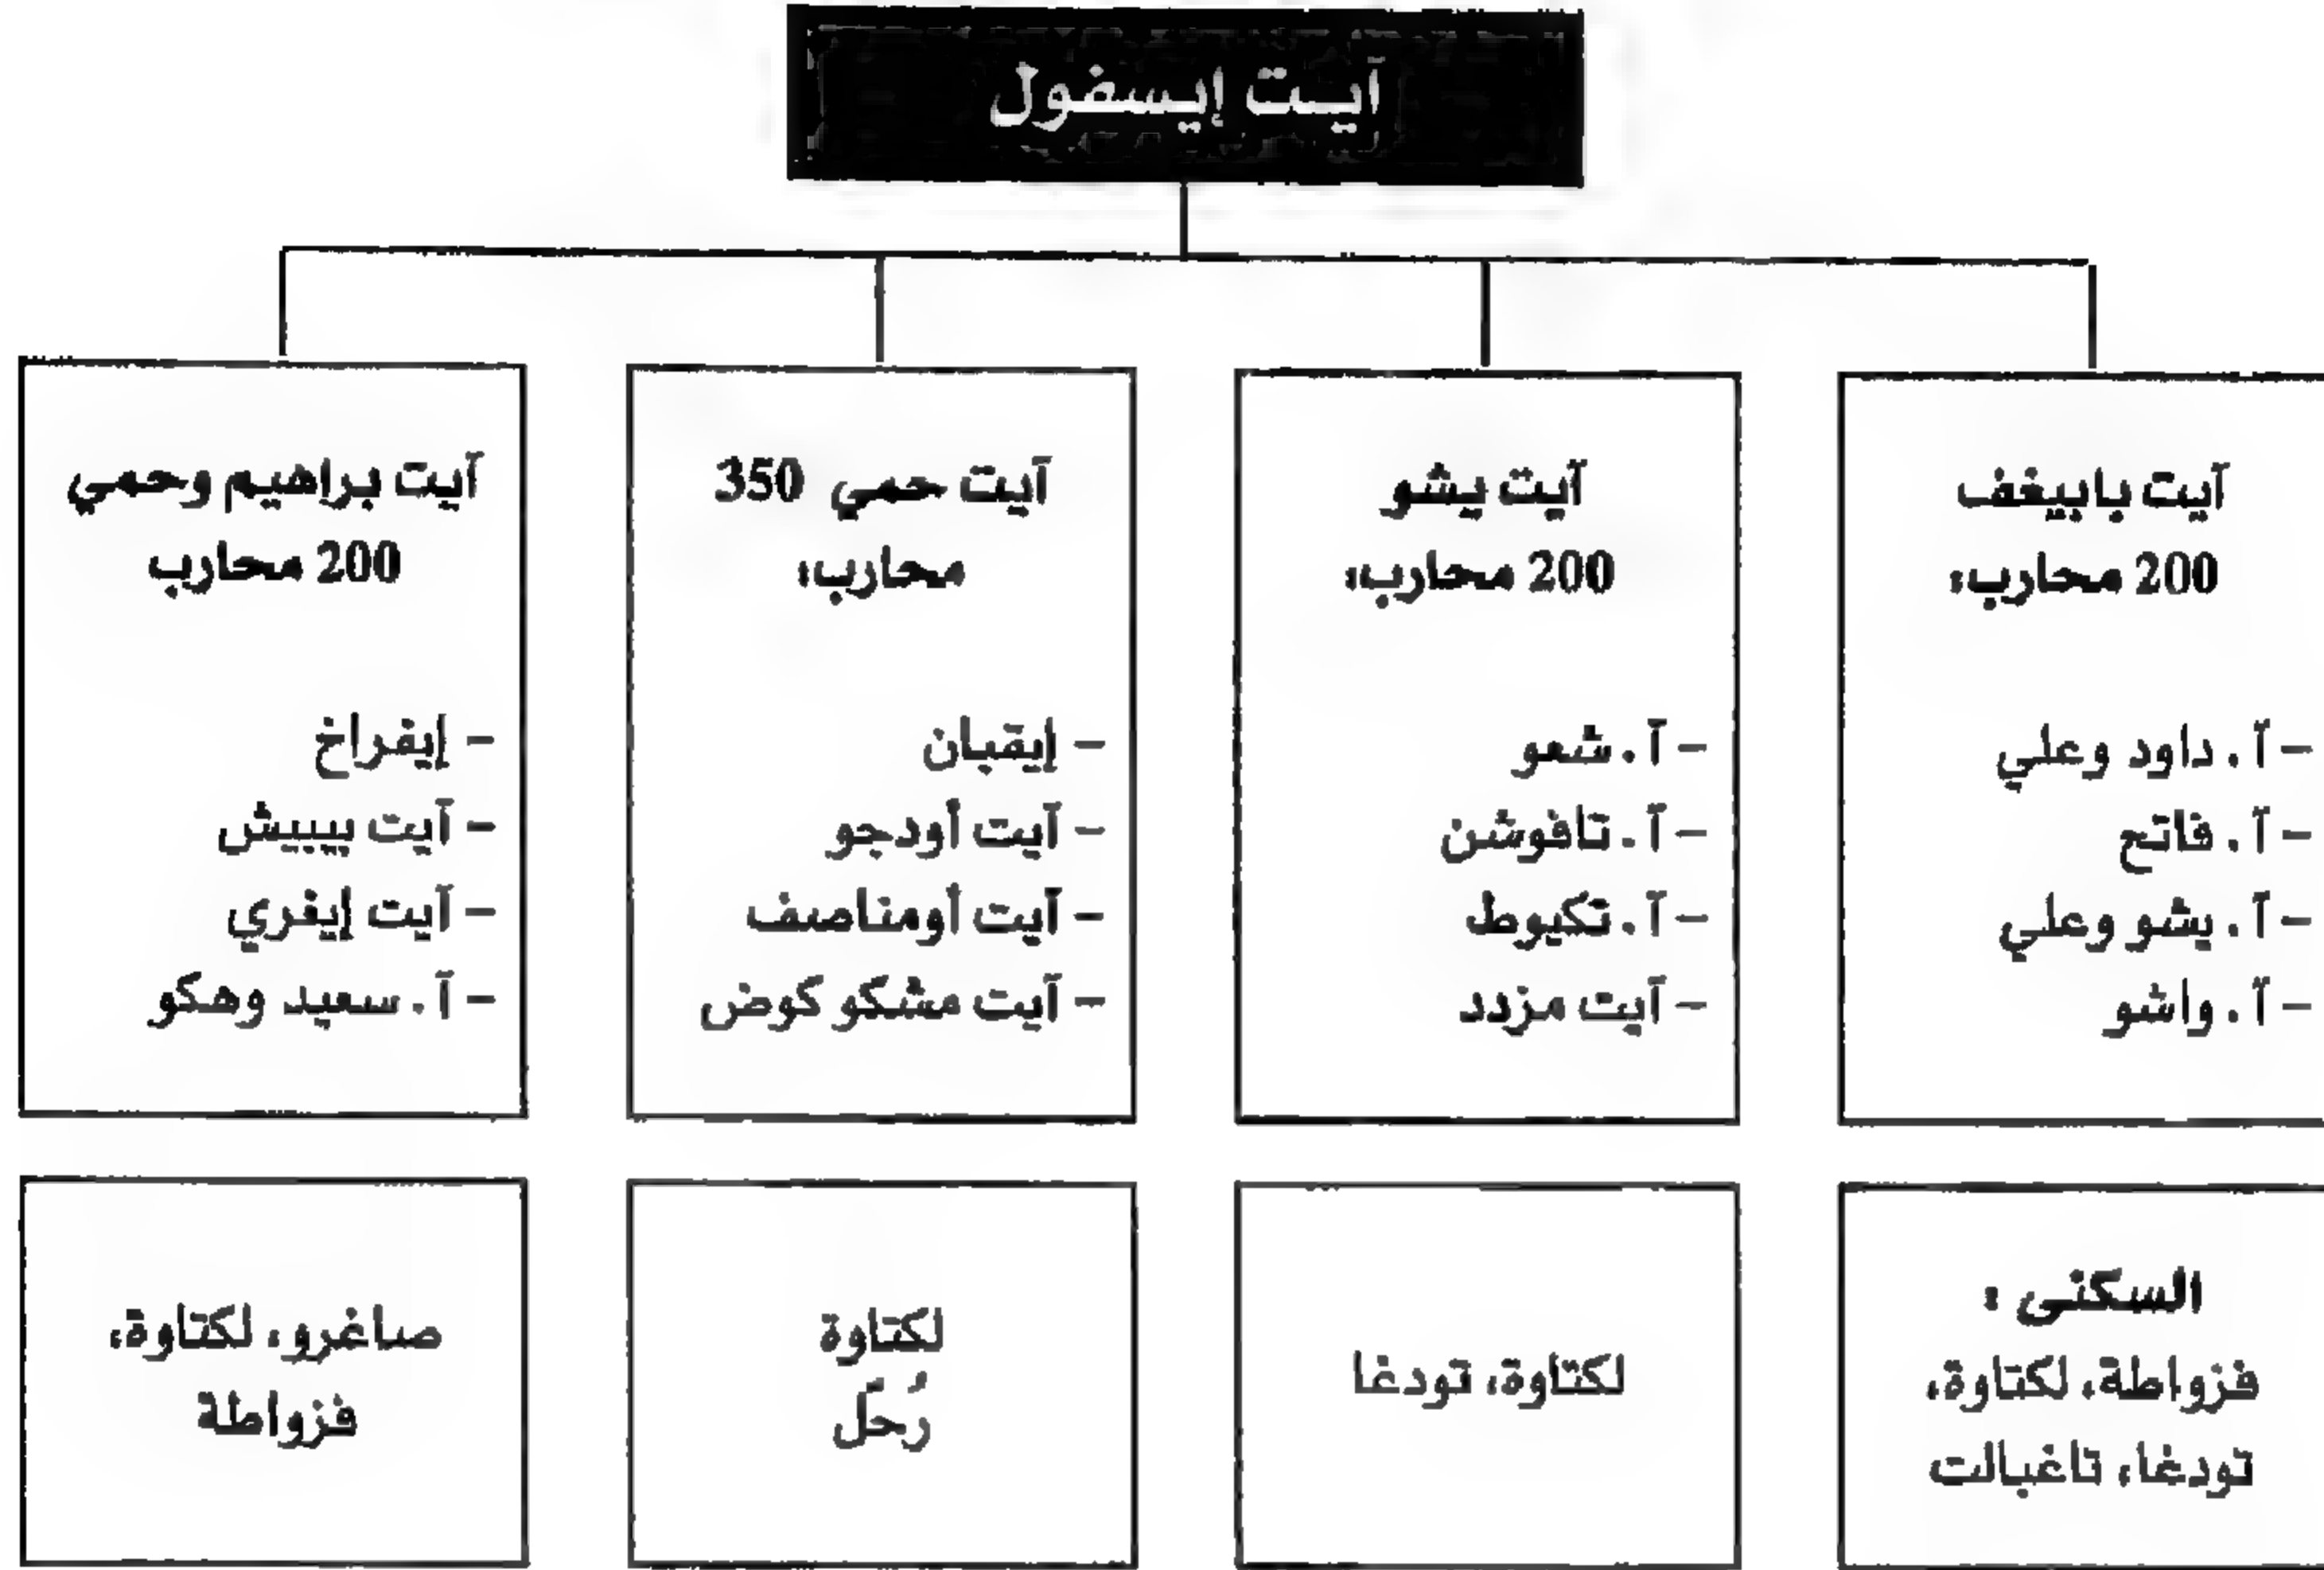 آيت إيسفول
آيت بابيغف
200 محارب،
- آ. داود وعلي
- آ. فاتح
- آ. يشو وعلي
- آ. واشو
آيت يشو
200 محارب،
- آ. شعو
- آ. تافوشن
- آ. تكيوط
- آيت مزدد
آيت حمي 350
محارب،
- إيقبان
- آيت أودجو
- آيت أومناصف
- آيت مشكو كوض
آيت براهيم وحمي
200 محارب
- إيفراخ
- آيت ييبيش
- آيت إيفري
- آ. سعيد وهكو
السكنى :
فزواطة، لكتاوة،
تودغا، تاغبالت
لكتاوة، تودغا
لكتاوة
رُحّل
صاغرو، لكتاوة،
فزواطة